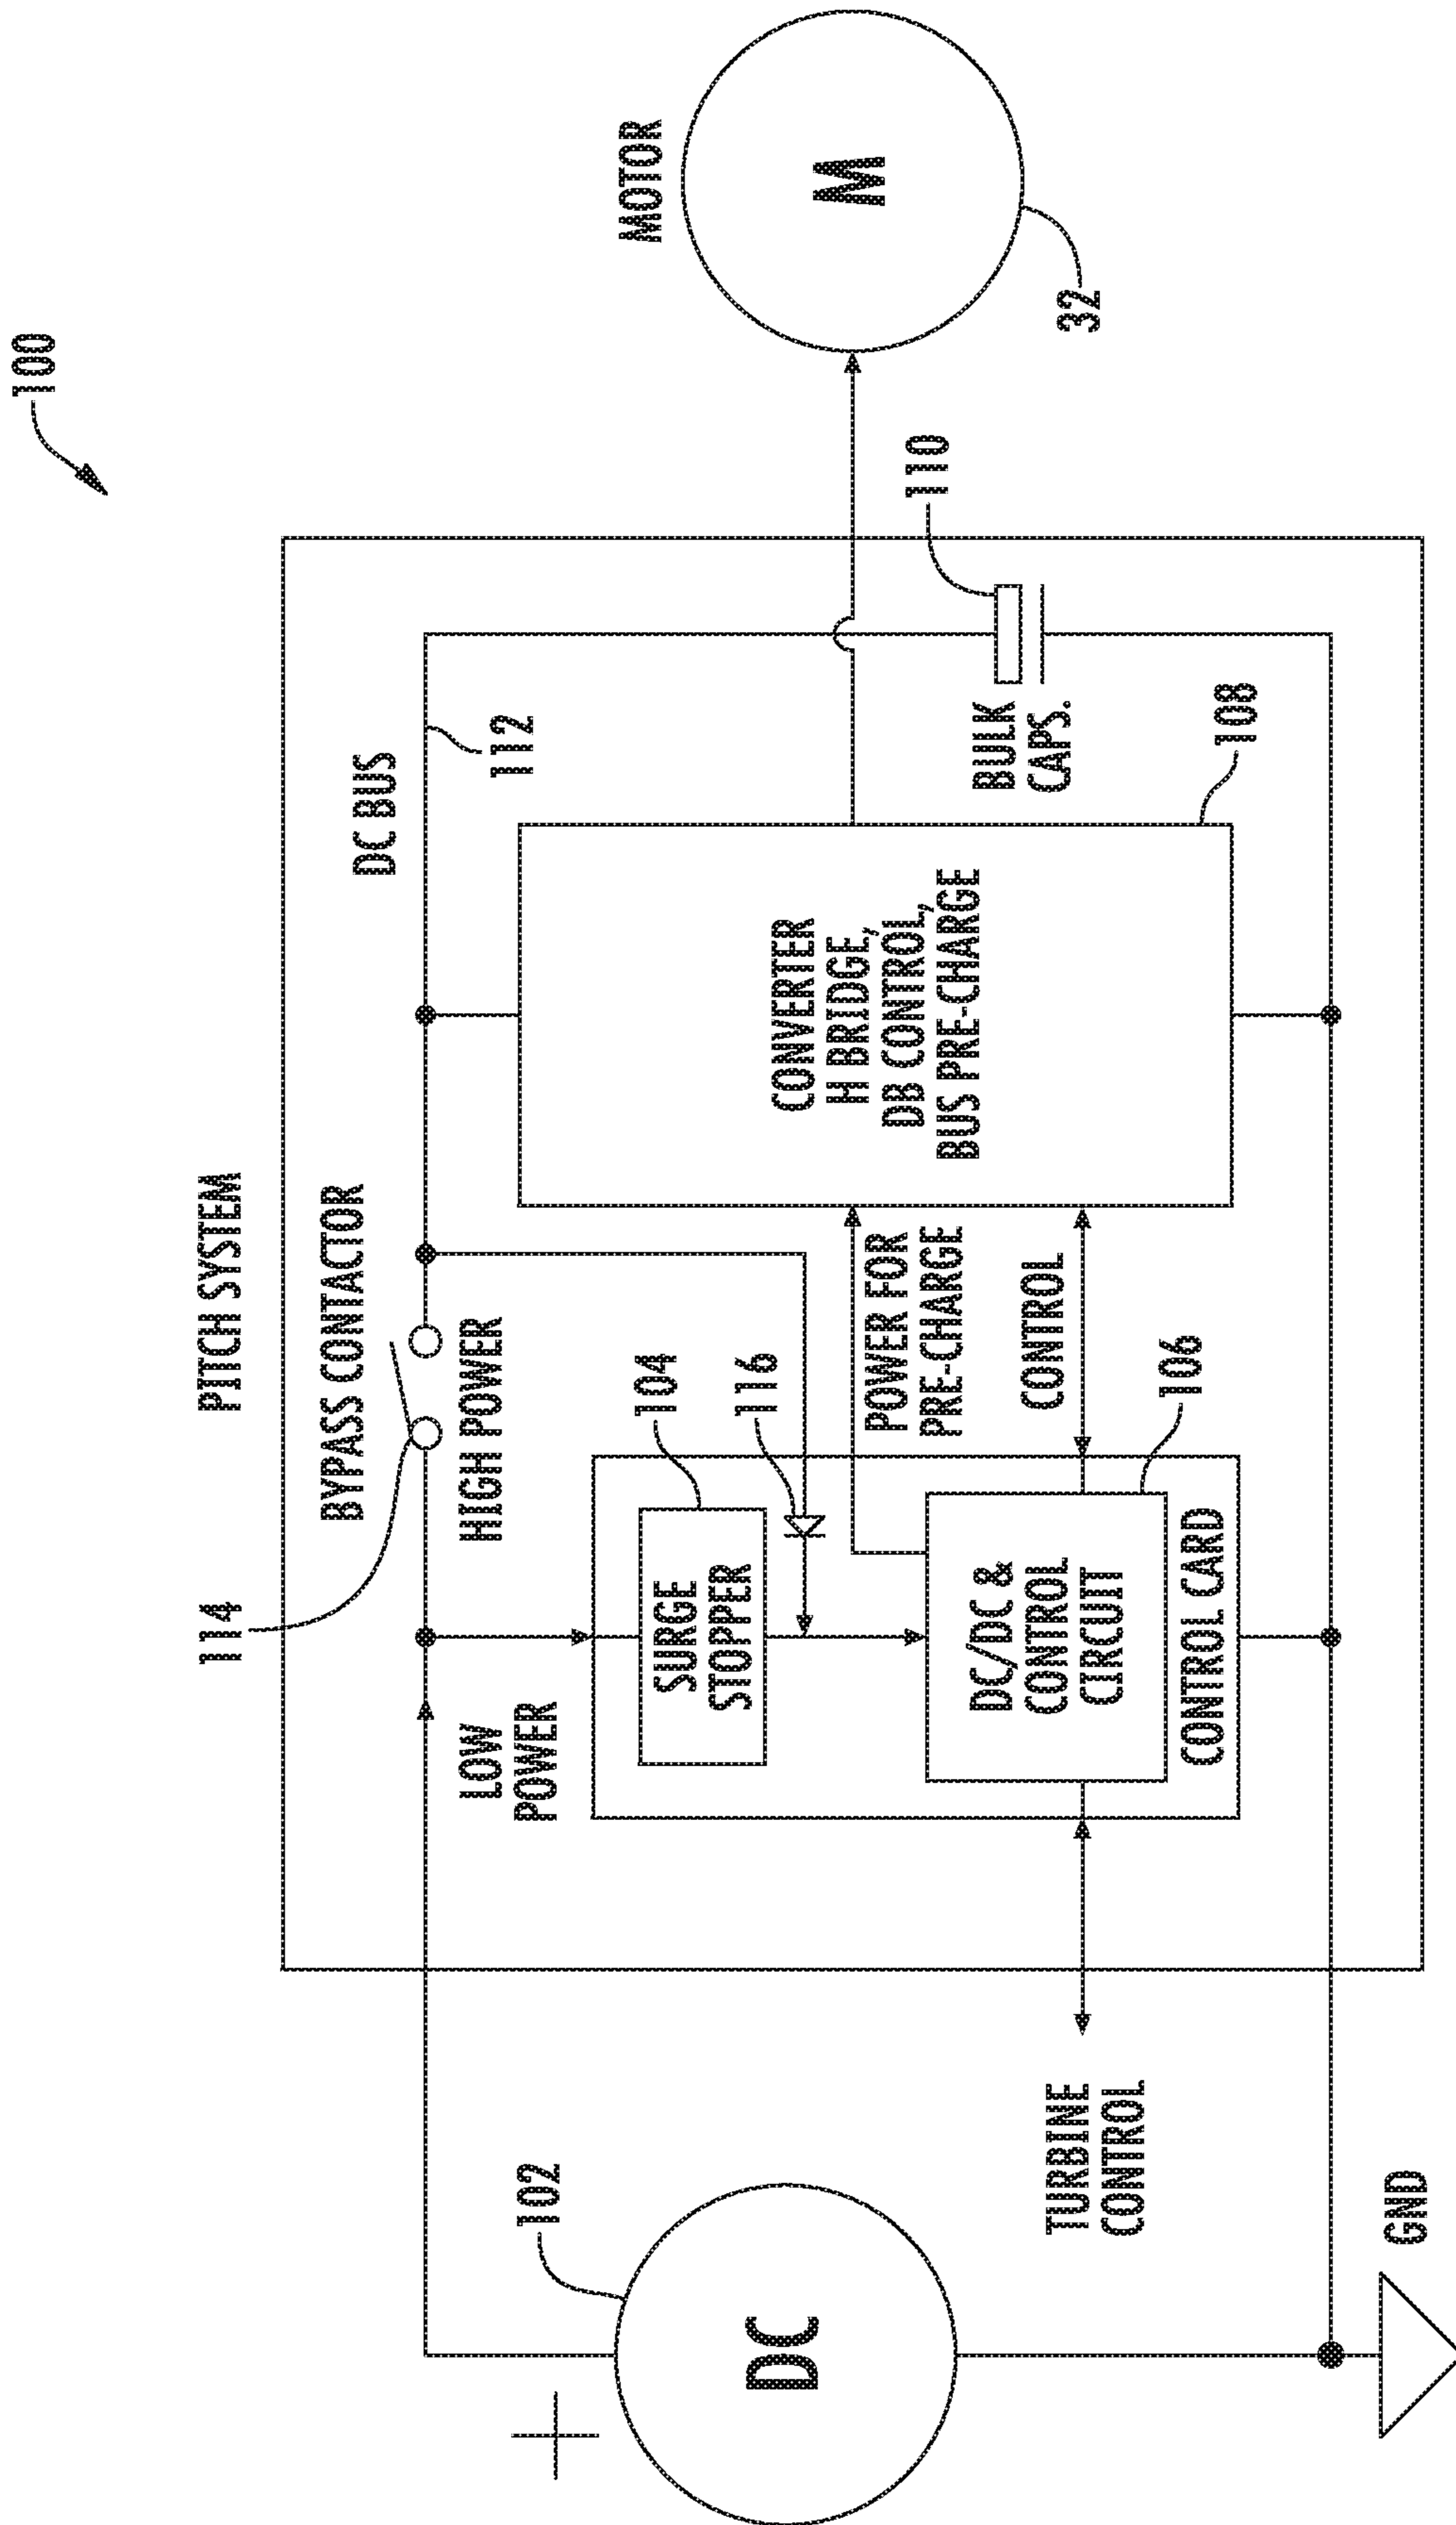 100
PITCH SYSTEM
114
BYPASS CONTACTOR
DC BUS
112
HIGH POWER
LOW
POWER
+
102
DC
SURGE
STOPPER
104
116
POWER FOR
PRE-CHARGE
CONTROL
DC/DC &
CONTROL
CIRCUIT
106
CONTROL CARD
CONVERTER
H BRIDGE,
DB CONTROL,
BUS PRE-CHARGE
108
BULK
CAPS.
110
MOTOR
M
32
TURBINE
CONTROL
GND